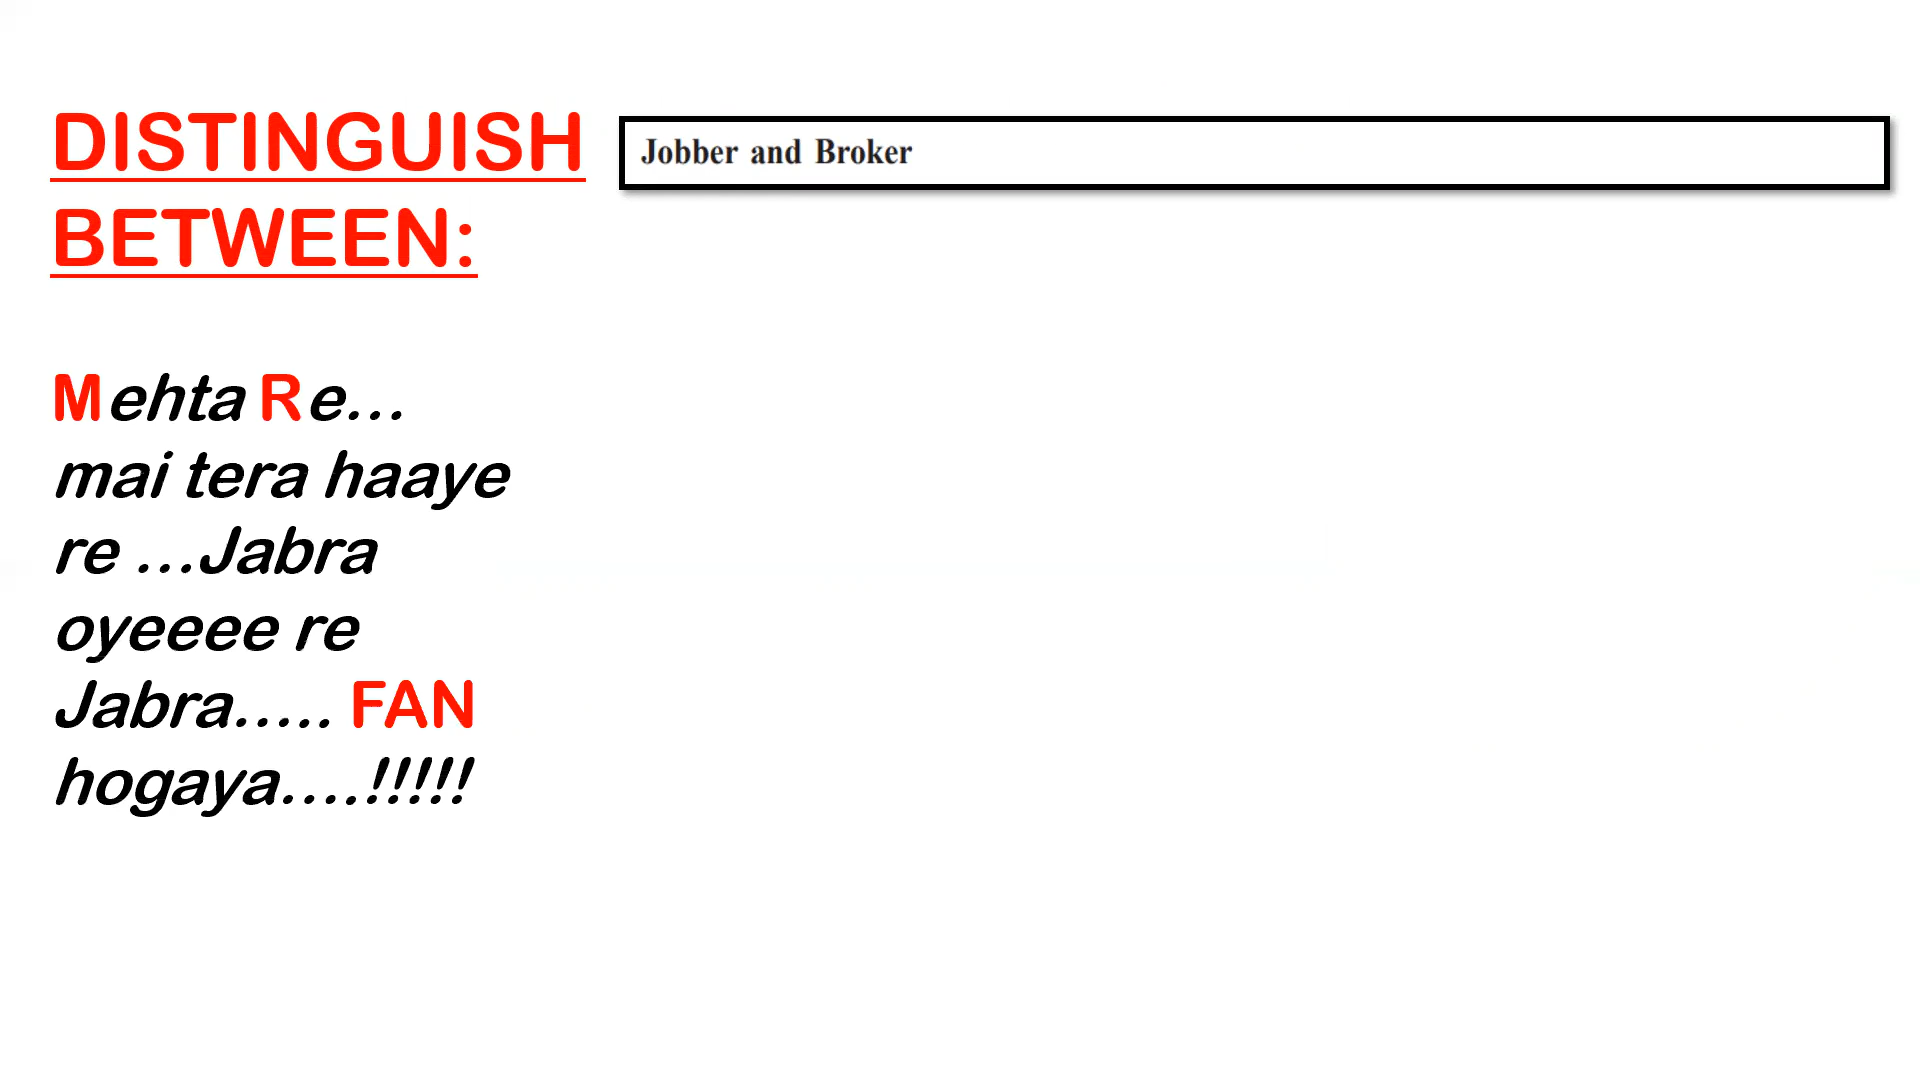 DISTINGUISH
BETWEEN:
Jobber and Broker
Mehta Re...
mai tera haaye
re ...Jabra
oyeeee re
Jabra..... FAN
hogaya....!!!!!